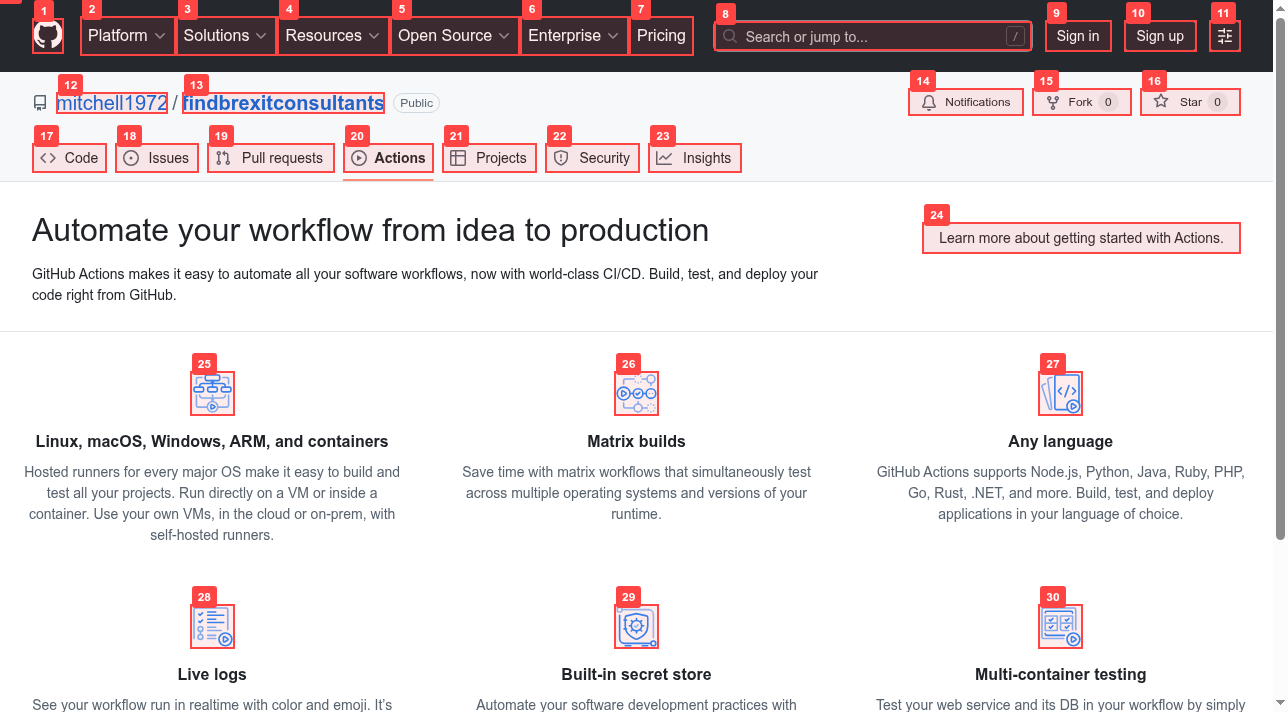 1 2 3 4 5 6 7 8 9 10 11
Platform Solutions Resources Open Source Enterprise Pricing Search or jump to... / Sign in Sign up
12 13 14 15 16
mitchell1972 / findbrexitconsultants Public Notifications Fork 0 Star 0
17 18 19 20 21 22 23
Code Issues Pull requests Actions Projects Security Insights
24
Automate your workflow from idea to production
Learn more about getting started with Actions.
GitHub Actions makes it easy to automate all your software workflows, now with world-class CI/CD. Build, test, and deploy your
code right from GitHub.
25
Linux, macOS, Windows, ARM, and containers
Hosted runners for every major OS make it easy to build and
test all your projects. Run directly on a VM or inside a
container. Use your own VMs, in the cloud or on-prem, with
self-hosted runners.
26
Matrix builds
Save time with matrix workflows that simultaneously test
across multiple operating systems and versions of your
runtime.
27
Any language
GitHub Actions supports Node.js, Python, Java, Ruby, PHP,
Go, Rust, .NET, and more. Build, test, and deploy
applications in your language of choice.
28
Live logs
See your workflow run in realtime with color and emoji. It's
29
Built-in secret store
Automate your software development practices with
30
Multi-container testing
Test your web service and its DB in your workflow by simply